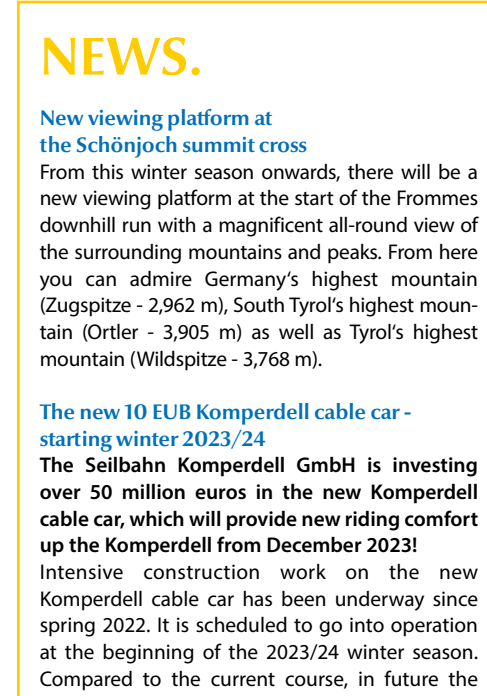 NEWS.
New viewing platform at
the Schönjoch summit cross
From this winter season onwards, there will be a
new viewing platform at the start of the Frommes
downhill run with a magnificent all-round view of
the surrounding mountains and peaks. From here
you can admire Germany‘s highest mountain
(Zugspitze - 2,962 m), South Tyrol‘s highest moun-
tain (Ortler - 3,905 m) as well as Tyrol‘s highest
mountain (Wildspitze - 3,768 m).
The new 10 EUB Komperdell cable car -
starting winter 2023/24
The Seilbahn Komperdell GmbH is investing
over 50 million euros in the new Komperdell
cable car, which will provide new riding comfort
up the Komperdell from December 2023!
Intensive construction work on the new
Komperdell cable car has been underway since
spring 2022. It is scheduled to go into operation
at the beginning of the 2023/24 winter season.
Compared to the current course, in future the